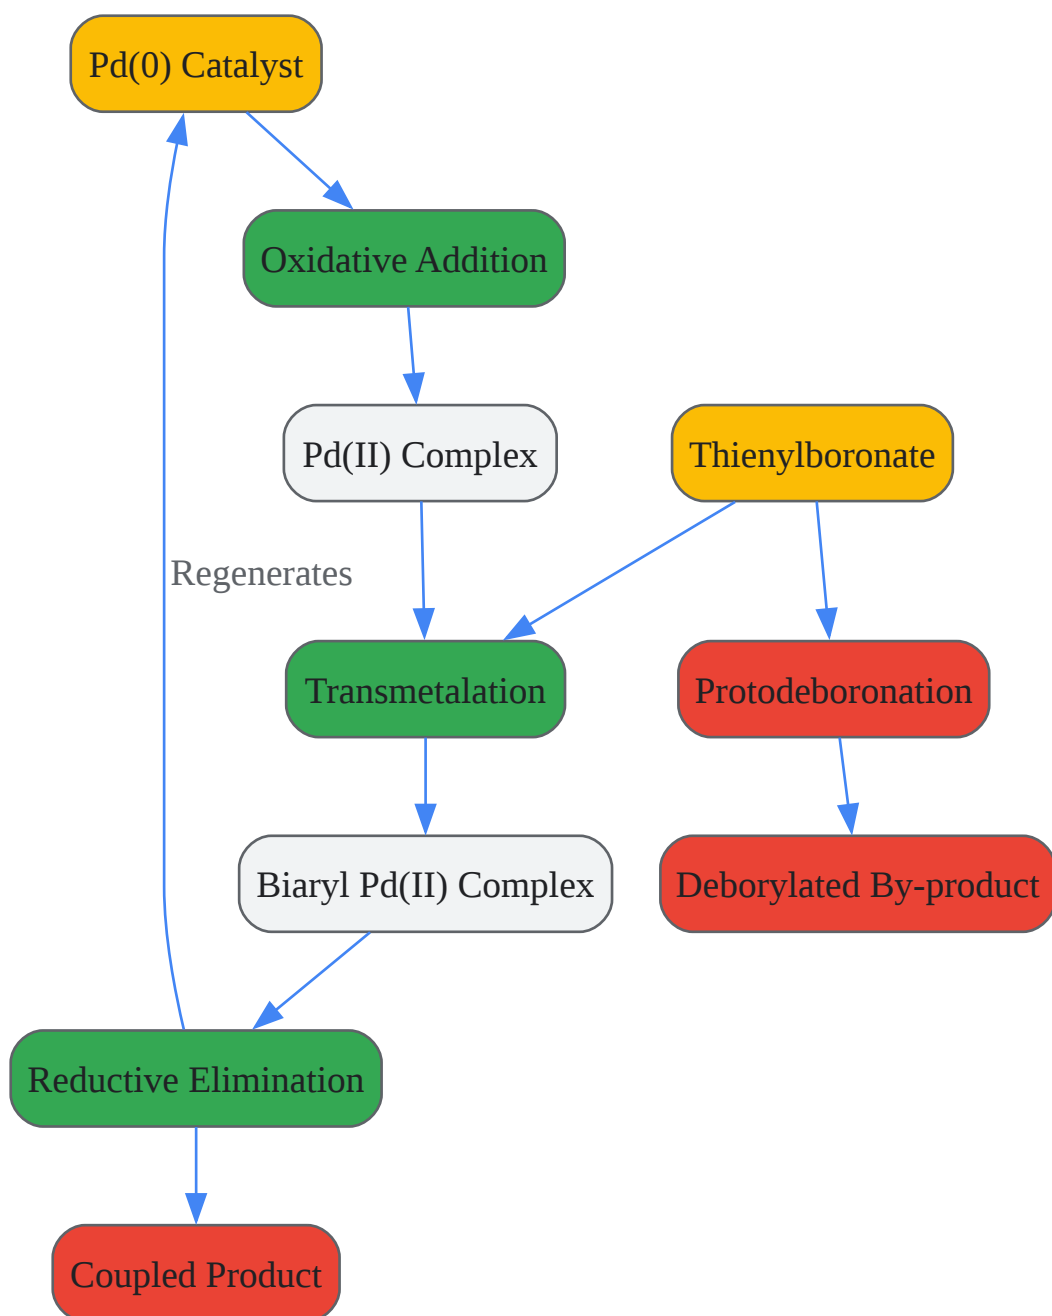 Pd(0) Catalyst
Oxidative Addition
Pd(II) Complex
Thienylboronate
Regenerates
Transmetalation
Protodeboronation
Biaryl Pd(II) Complex
Deborylated By-product
Reductive Elimination
Coupled Product